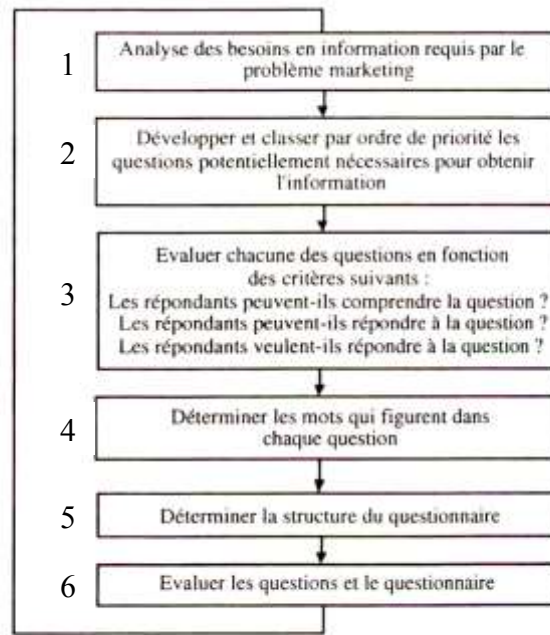 1
Analyse des besoins en information requis par le
problème marketing
2
Développer et classer par ordre de priorité les
questions potentiellement nécessaires pour obtenir
l'information
3
Evaluer chacune des questions en fonction
des critères suivants :
Les répondants peuvent-ils comprendre la question ?
Les répondants peuvent-ils répondre à la question ?
Les répondants veulent-ils répondre à la question ?
4
Déterminer les mots qui figurent dans
chaque question
5
Déterminer la structure du questionnaire
6
Evaluer les questions et le questionnaire